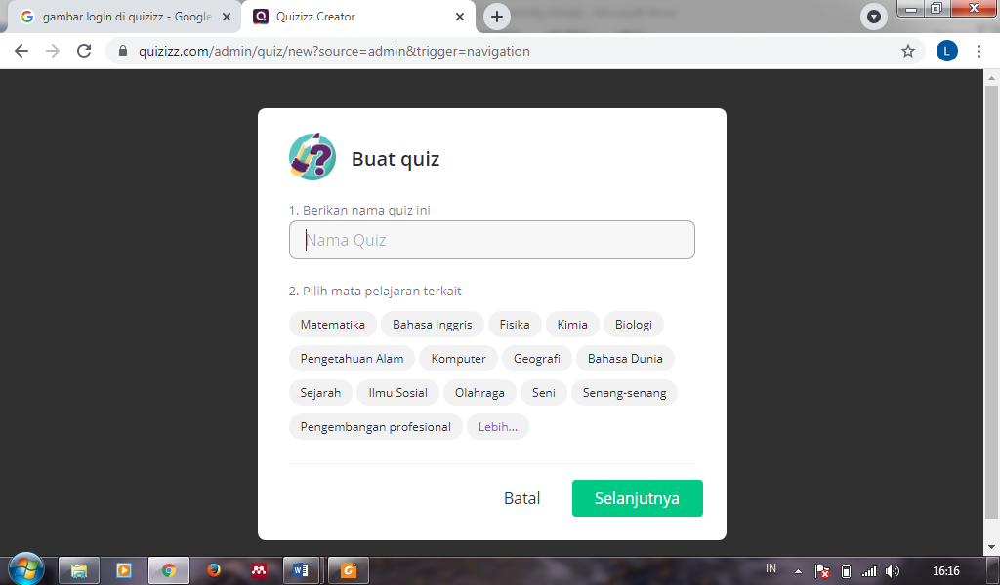 gambar login di quizizz - Google
Quizizz Creator
quizizz.com/admin/quiz/new?source=admin&trigger=navigation
L
Buat quiz
1. Berikan nama quiz ini
Nama Quiz
2. Pilih mata pelajaran terkait
Matematika Bahasa Inggris Fisika Kimia Biologi
Pengetahuan Alam Komputer Geografi Bahasa Dunia
Sejarah Ilmu Sosial Olahraga Seni Senang-senang
Pengembangan profesional Lebih...
Batal Selanjutnya
IN 16:16